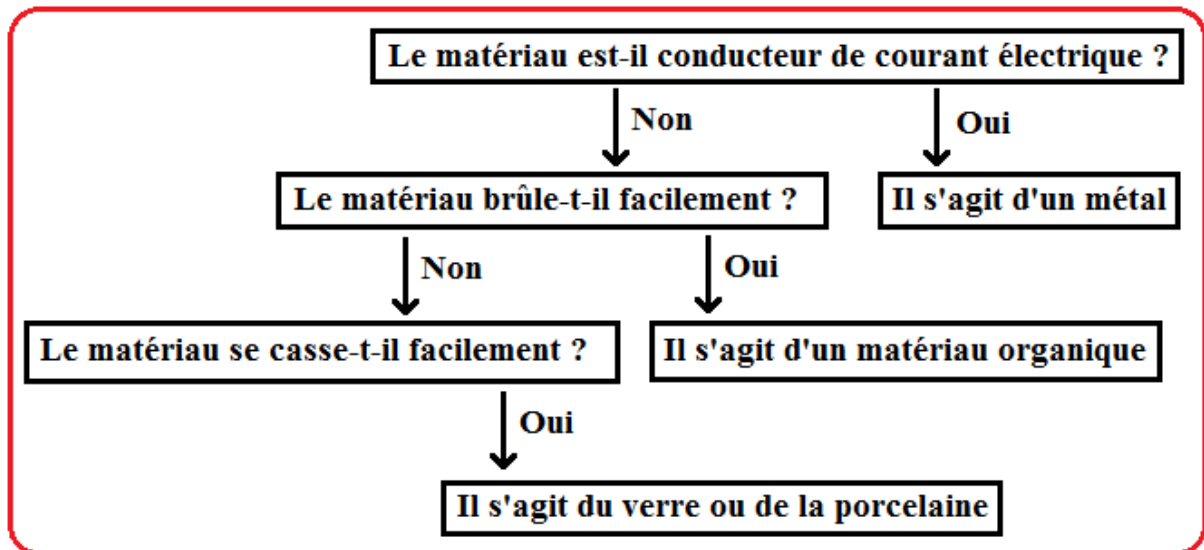 Le matériau est-il conducteur de courant électrique ?
Non
Oui
Le matériau brûle-t-il facilement ?
Il s'agit d'un métal
Non
Oui
Le matériau se casse-t-il facilement ?
Il s'agit d'un matériau organique
Oui
Il s'agit du verre ou de la porcelaine